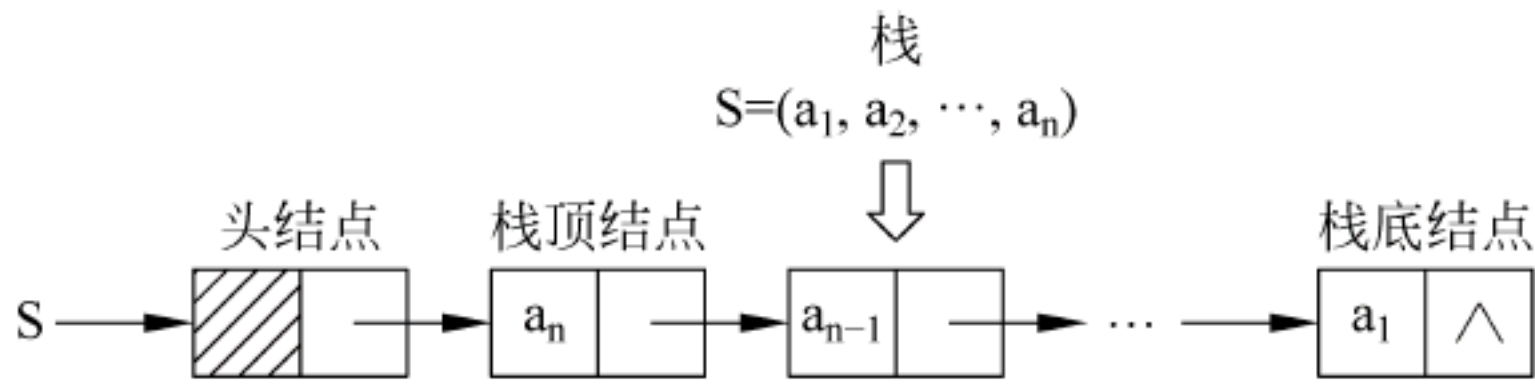 栈
S=(a₁, a₂, ⋯, aₙ)
头结点 栈顶结点 栈底结点
S aₙ aₙ₋₁ ⋯ a₁ ∧